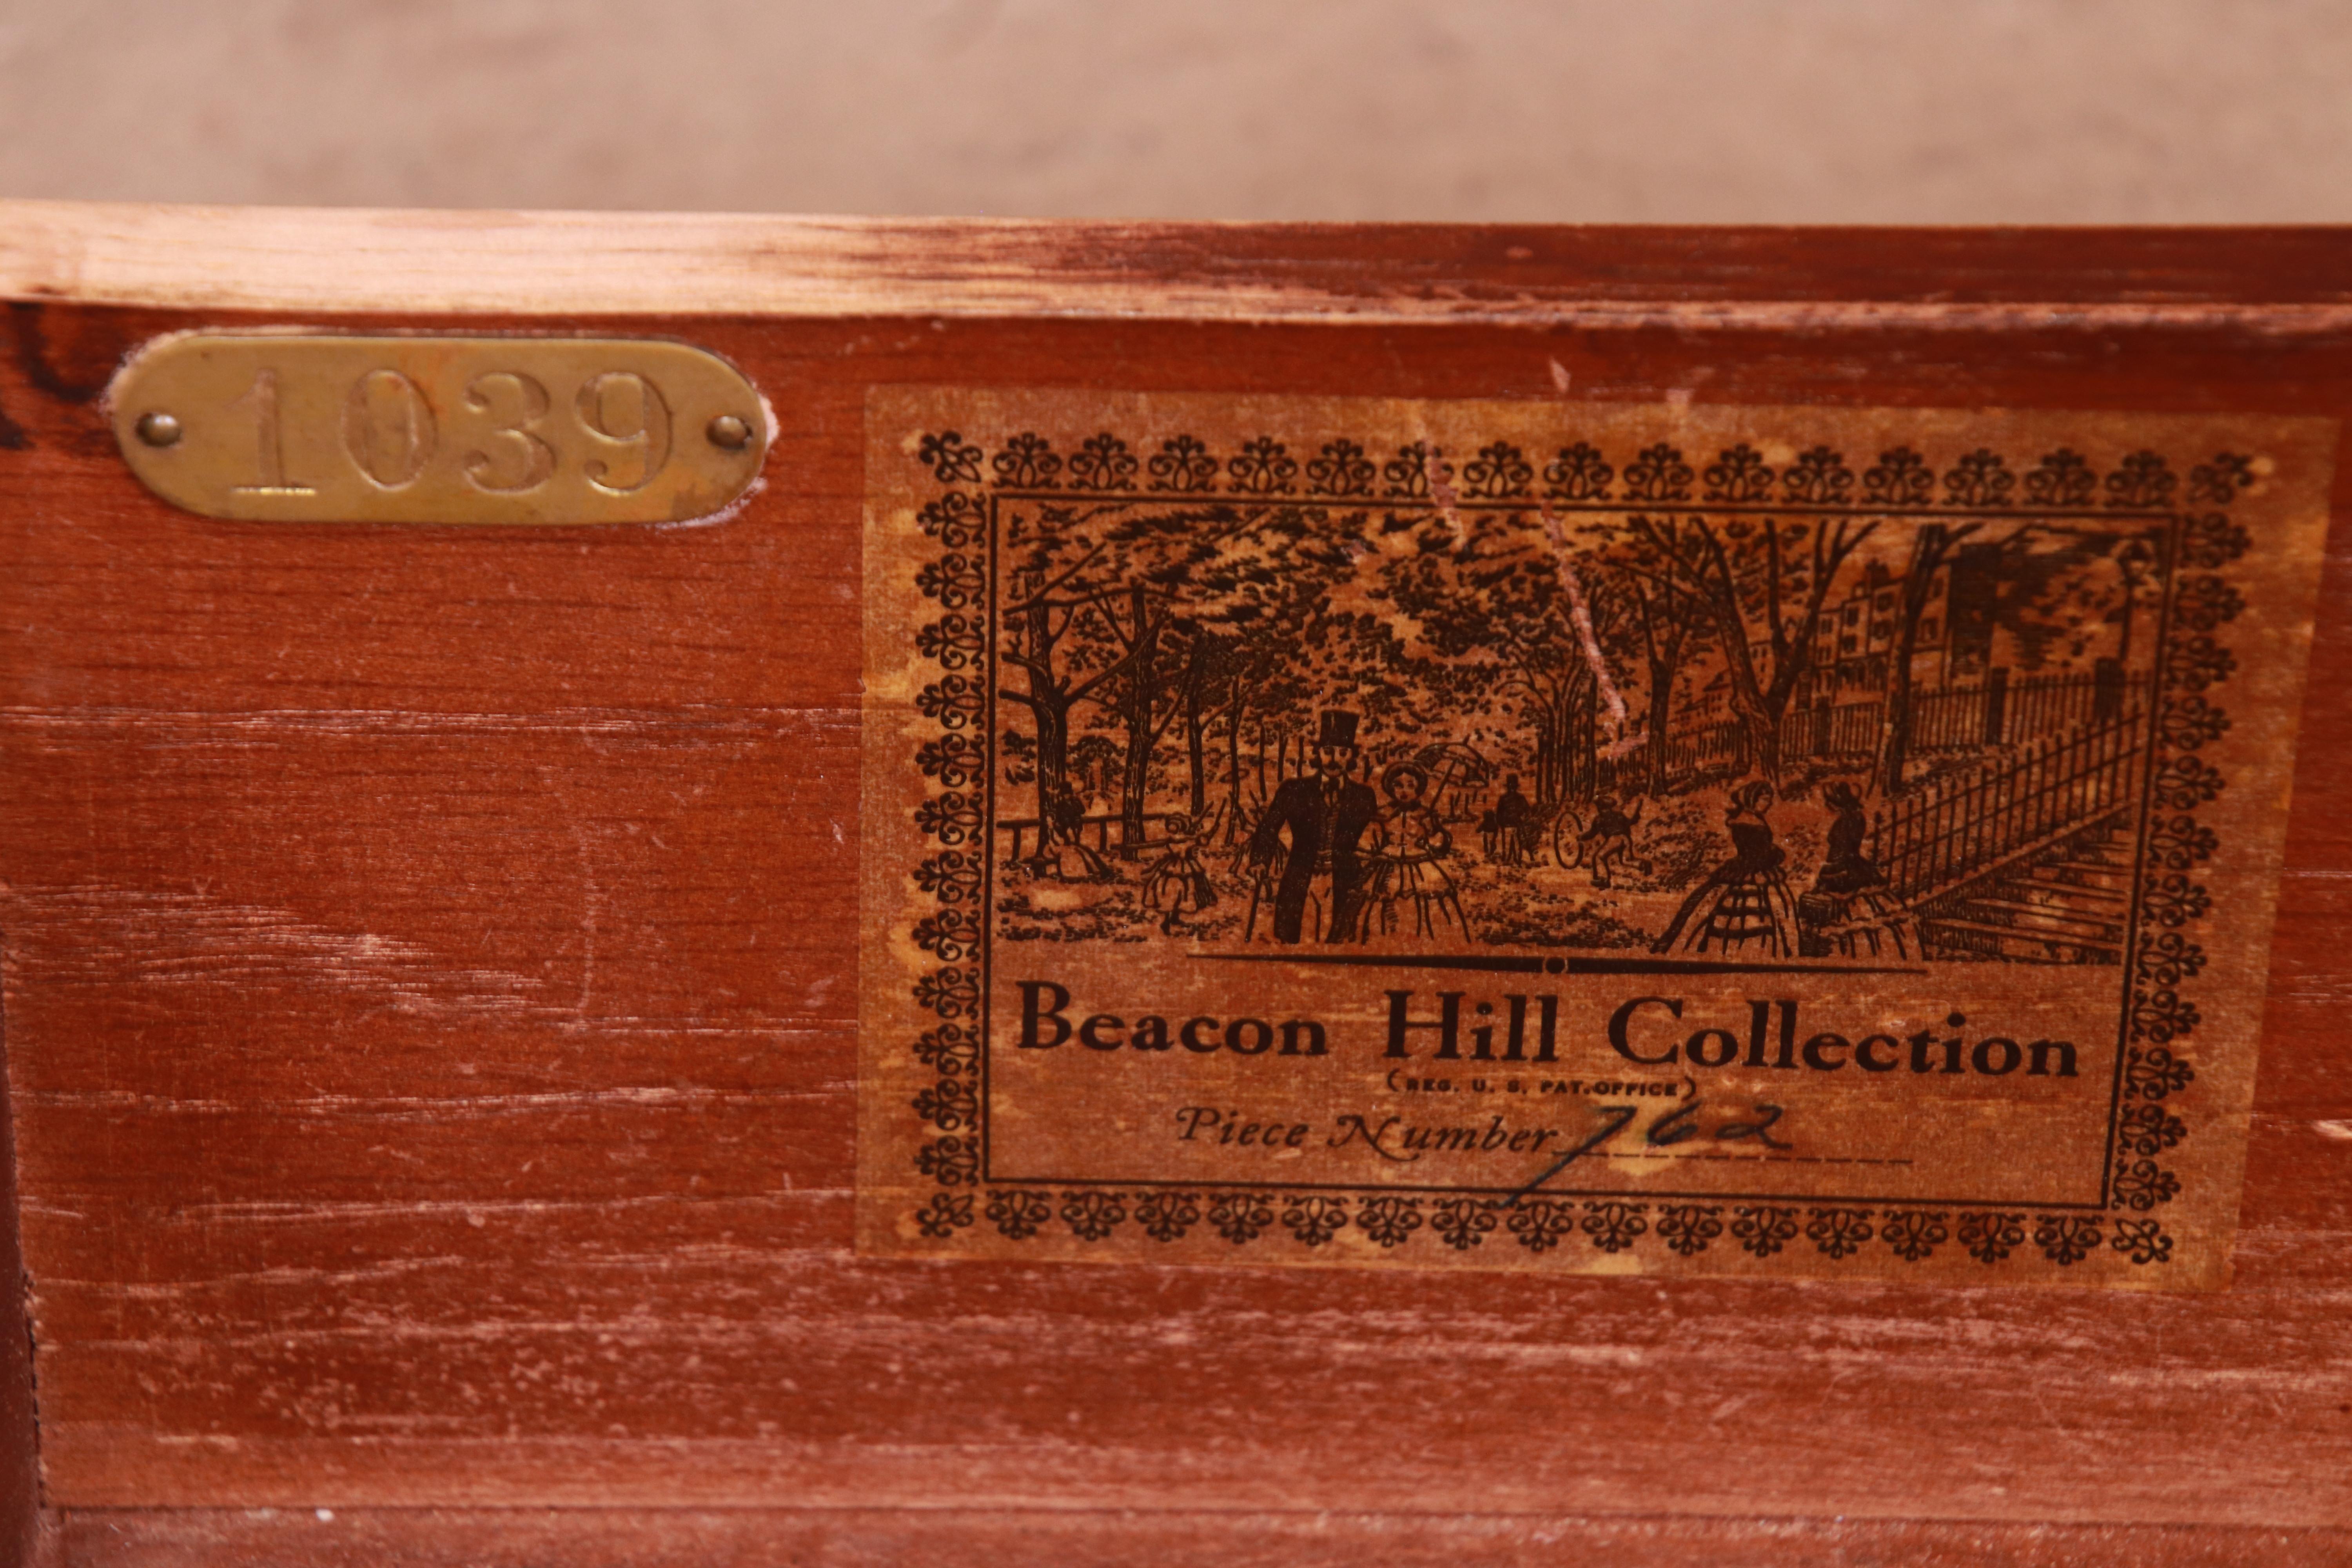 1039
Beacon Hill Collection
(REG. U. S. PAT. OFFICE)
Piece Number 762